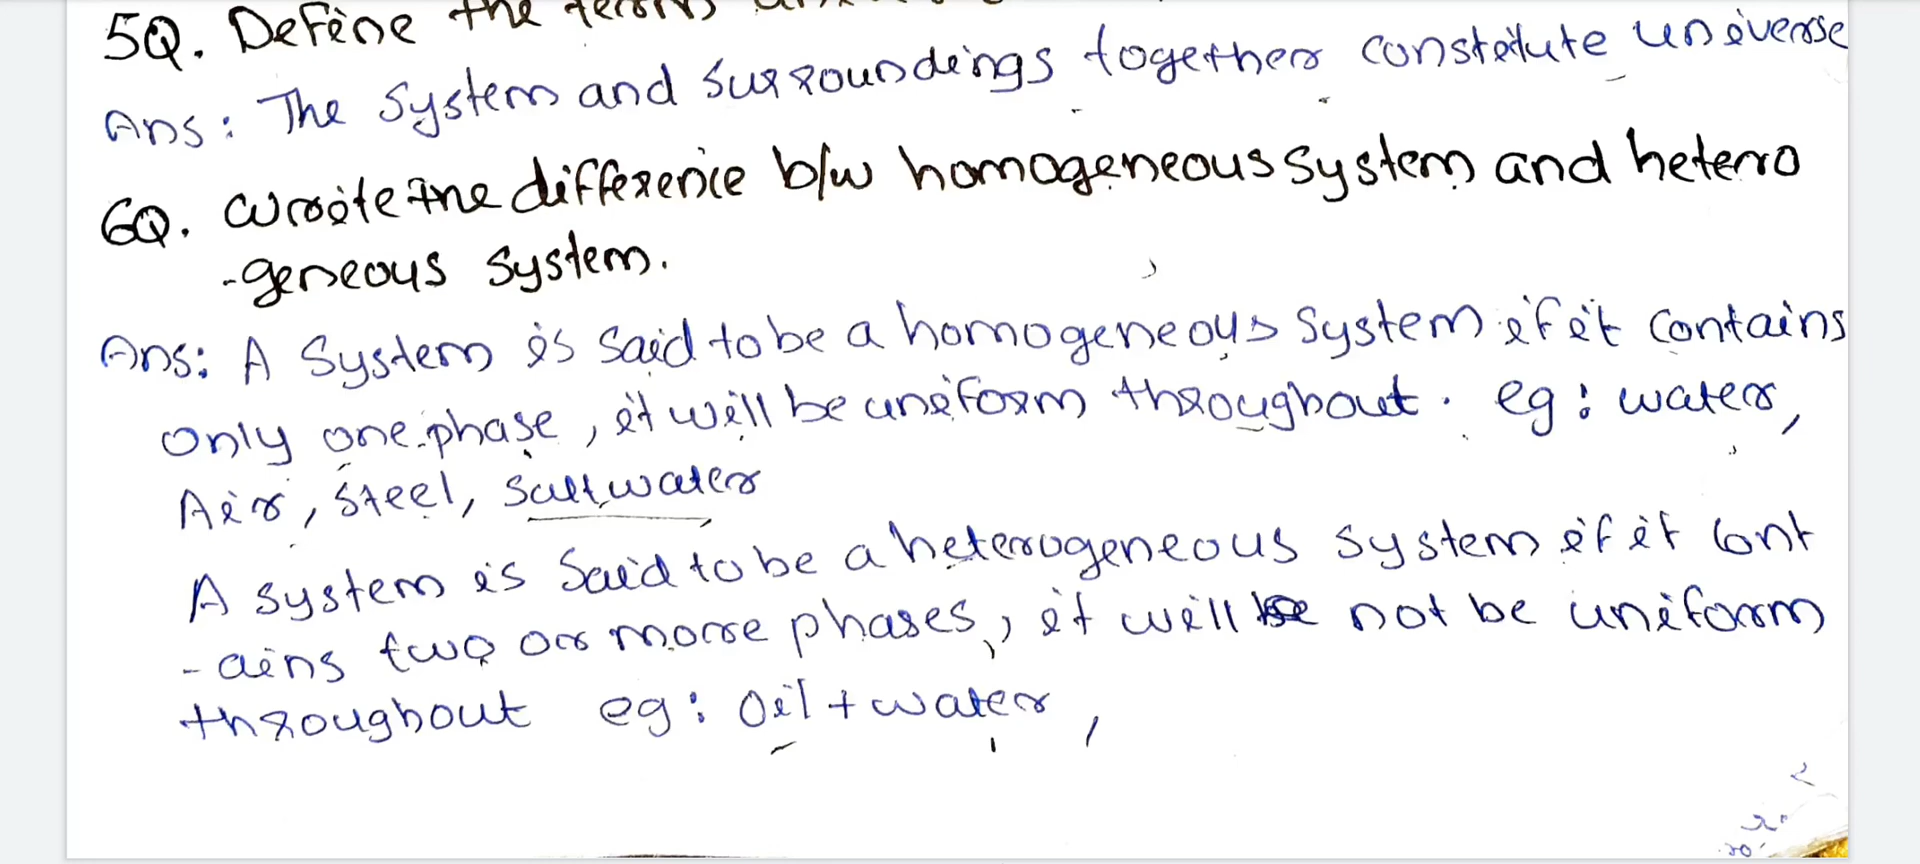 5Q. Define the terms
Ans: The System and surroundings together constitute universe
6Q. write the difference b/w homogeneous system and hetero
-geneous system.
Ans: A System is said to be a homogeneous system if it contains
only one phase, it will be uniform throughout. eg: water,
Air, Steel, saltwater
A system is said to be a heterogeneous system if it cont
-ains two or more phases, it will be not be uniform
throughout eg: Oil + water,